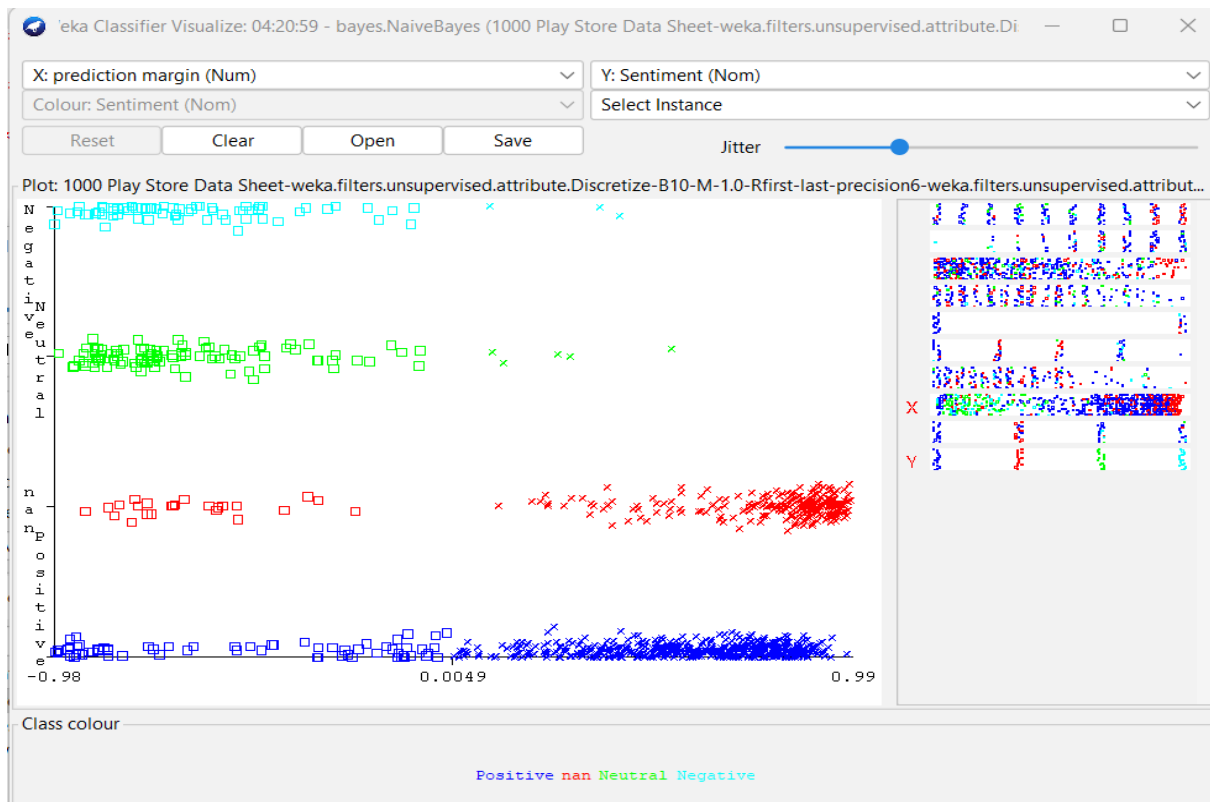 'eka Classifier Visualize: 04:20:59 - bayes.NaiveBayes (1000 Play Store Data Sheet-weka.filters.unsupervised.attribute.Di:
X: prediction margin (Num)
Y: Sentiment (Nom)
Colour: Sentiment (Nom)
Select Instance
Reset
Clear
Open
Save
Jitter
Plot: 1000 Play Store Data Sheet-weka.filters.unsupervised.attribute.Discretize-B10-M-1.0-Rfirst-last-precision6-weka.filters.unsupervised.attribut...
Negative
Neutral
nan
Positive
X
Y
-0.98
0.0049
0.99
Class colour
Positive nan Neutral Negative